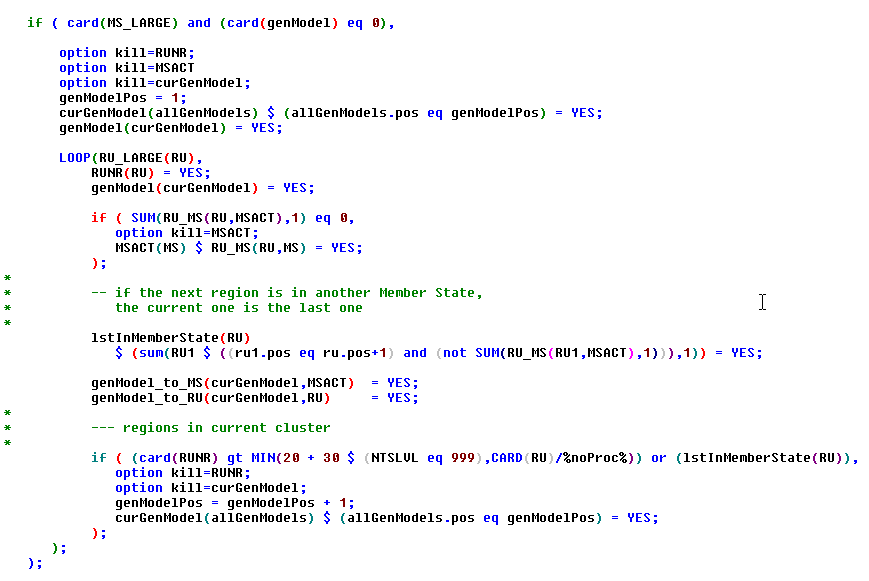 if ( card(MS_LARGE) and (card(genModel) eq 0),
option kill=RUNR;
option kill=MSACT
option kill=curGenModel;
genModelPos = 1;
curGenModel(allGenModels) $ (allGenModels.pos eq genModelPos) = YES;
genModel(curGenModel) = YES;
LOOP(RU_LARGE(RU),
RUNR(RU) = YES;
genModel(curGenModel) = YES;
if ( SUM(RU_MS(RU,MSACT),1) eq 0,
option kill=MSACT;
MSACT(MS) $ RU_MS(RU,MS) = YES;
);
*
* -- if the next region is in another Member State,
* the current one is the last one
*
lstInMemberState(RU)
$ (sum(RU1 $ ((ru1.pos eq ru.pos+1) and (not SUM(RU_MS(RU1,MSACT),1))),1)) = YES;
genModel_to_MS(curGenModel,MSACT) = YES;
genModel_to_RU(curGenModel,RU) = YES;
*
* --- regions in current cluster
*
if ( (card(RUNR) gt MIN(20 + 30 $ (NTSLUL eq 999),CARD(RU)/%noProc%)) or (lstInMemberState(RU)),
option kill=RUNR;
option kill=curGenModel;
genModelPos = genModelPos + 1;
curGenModel(allGenModels) $ (allGenModels.pos eq genModelPos) = YES;
);
);
);